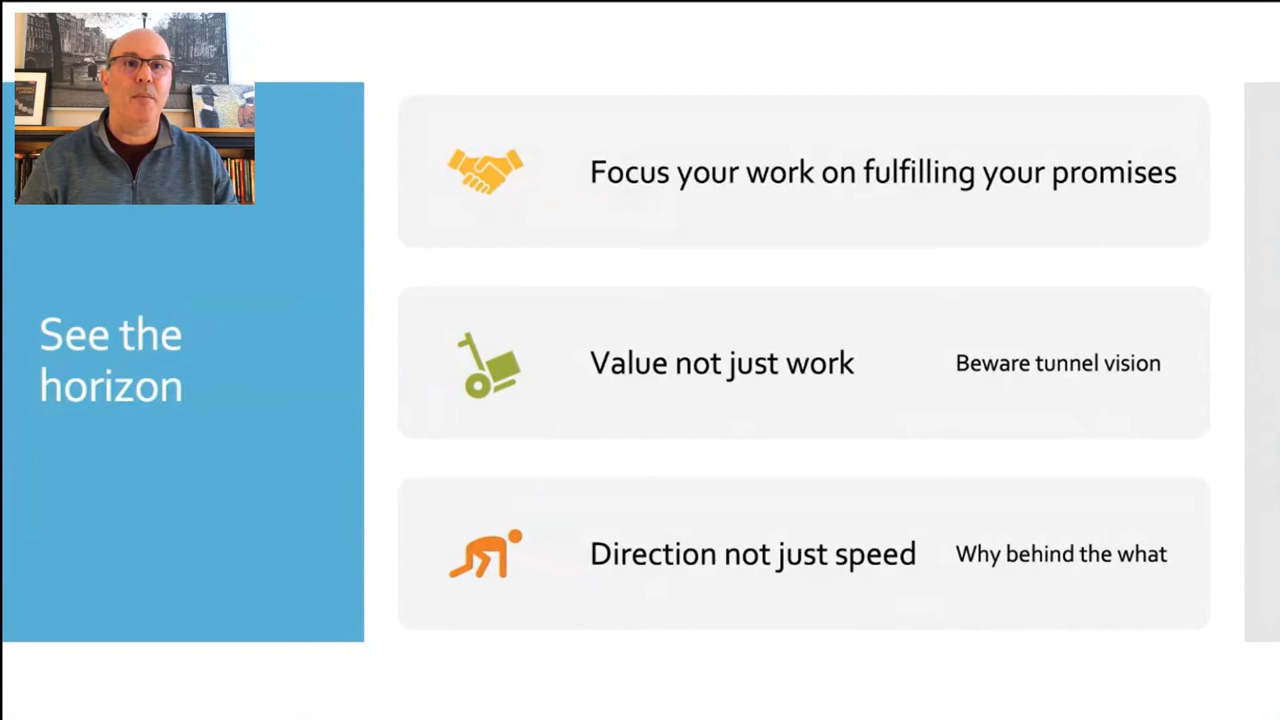 See the
horizon
Focus your work on fulfilling your promises
Value not just work
Beware tunnel vision
Direction not just speed
Why behind the what